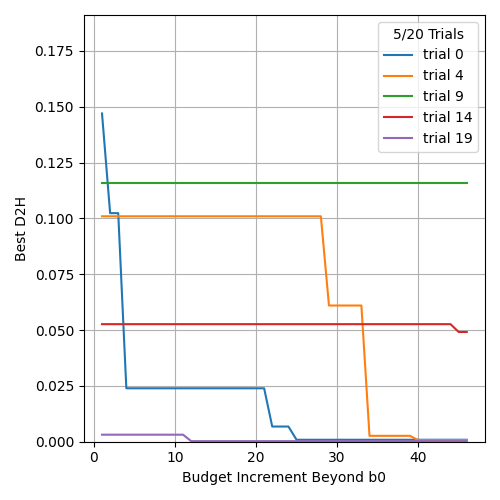 5/20 Trials
trial 0
trial 4
trial 9
trial 14
trial 19
0.175
0.150
0.125
0.100
0.075
0.050
0.025
0.000
Best D2H
0 10 20 30 40
Budget Increment Beyond b0